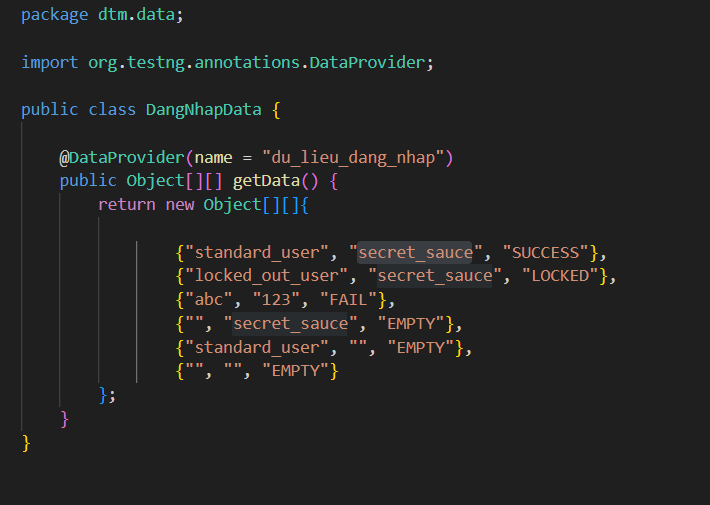 package dtm.data;
import org.testng.annotations.DataProvider;
public class DangNhapData {
@DataProvider(name = "du_lieu_dang_nhap")
public Object[][] getData() {
return new Object[][]{
{"standard_user", "secret_sauce", "SUCCESS"},
{"locked_out_user", "secret_sauce", "LOCKED"},
{"abc", "123", "FAIL"},
{"", "secret_sauce", "EMPTY"},
{"standard_user", "", "EMPTY"},
{"", "", "EMPTY"}
};
}
}